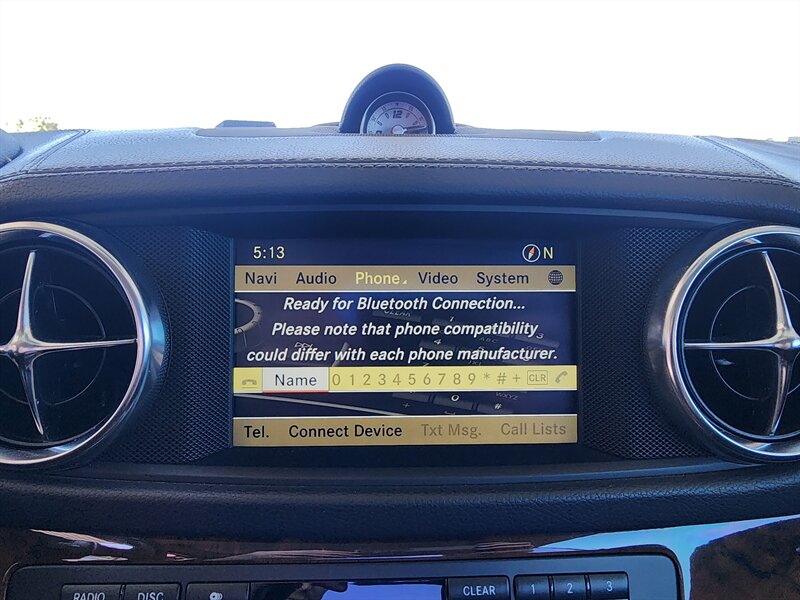 12
5:13 N
Navi Audio Phone Video System
Ready for Bluetooth Connection...
Please note that phone compatibility
could differ with each phone manufacturer.
Name 0 1 2 3 4 5 6 7 8 9 * # + CLR
Tel. Connect Device Txt Msg. Call Lists
RADIO DISC CLEAR 1 2 3